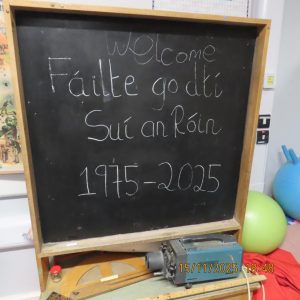 Welcome
Fáilte go dtí
Suí an Róin
1975-2025